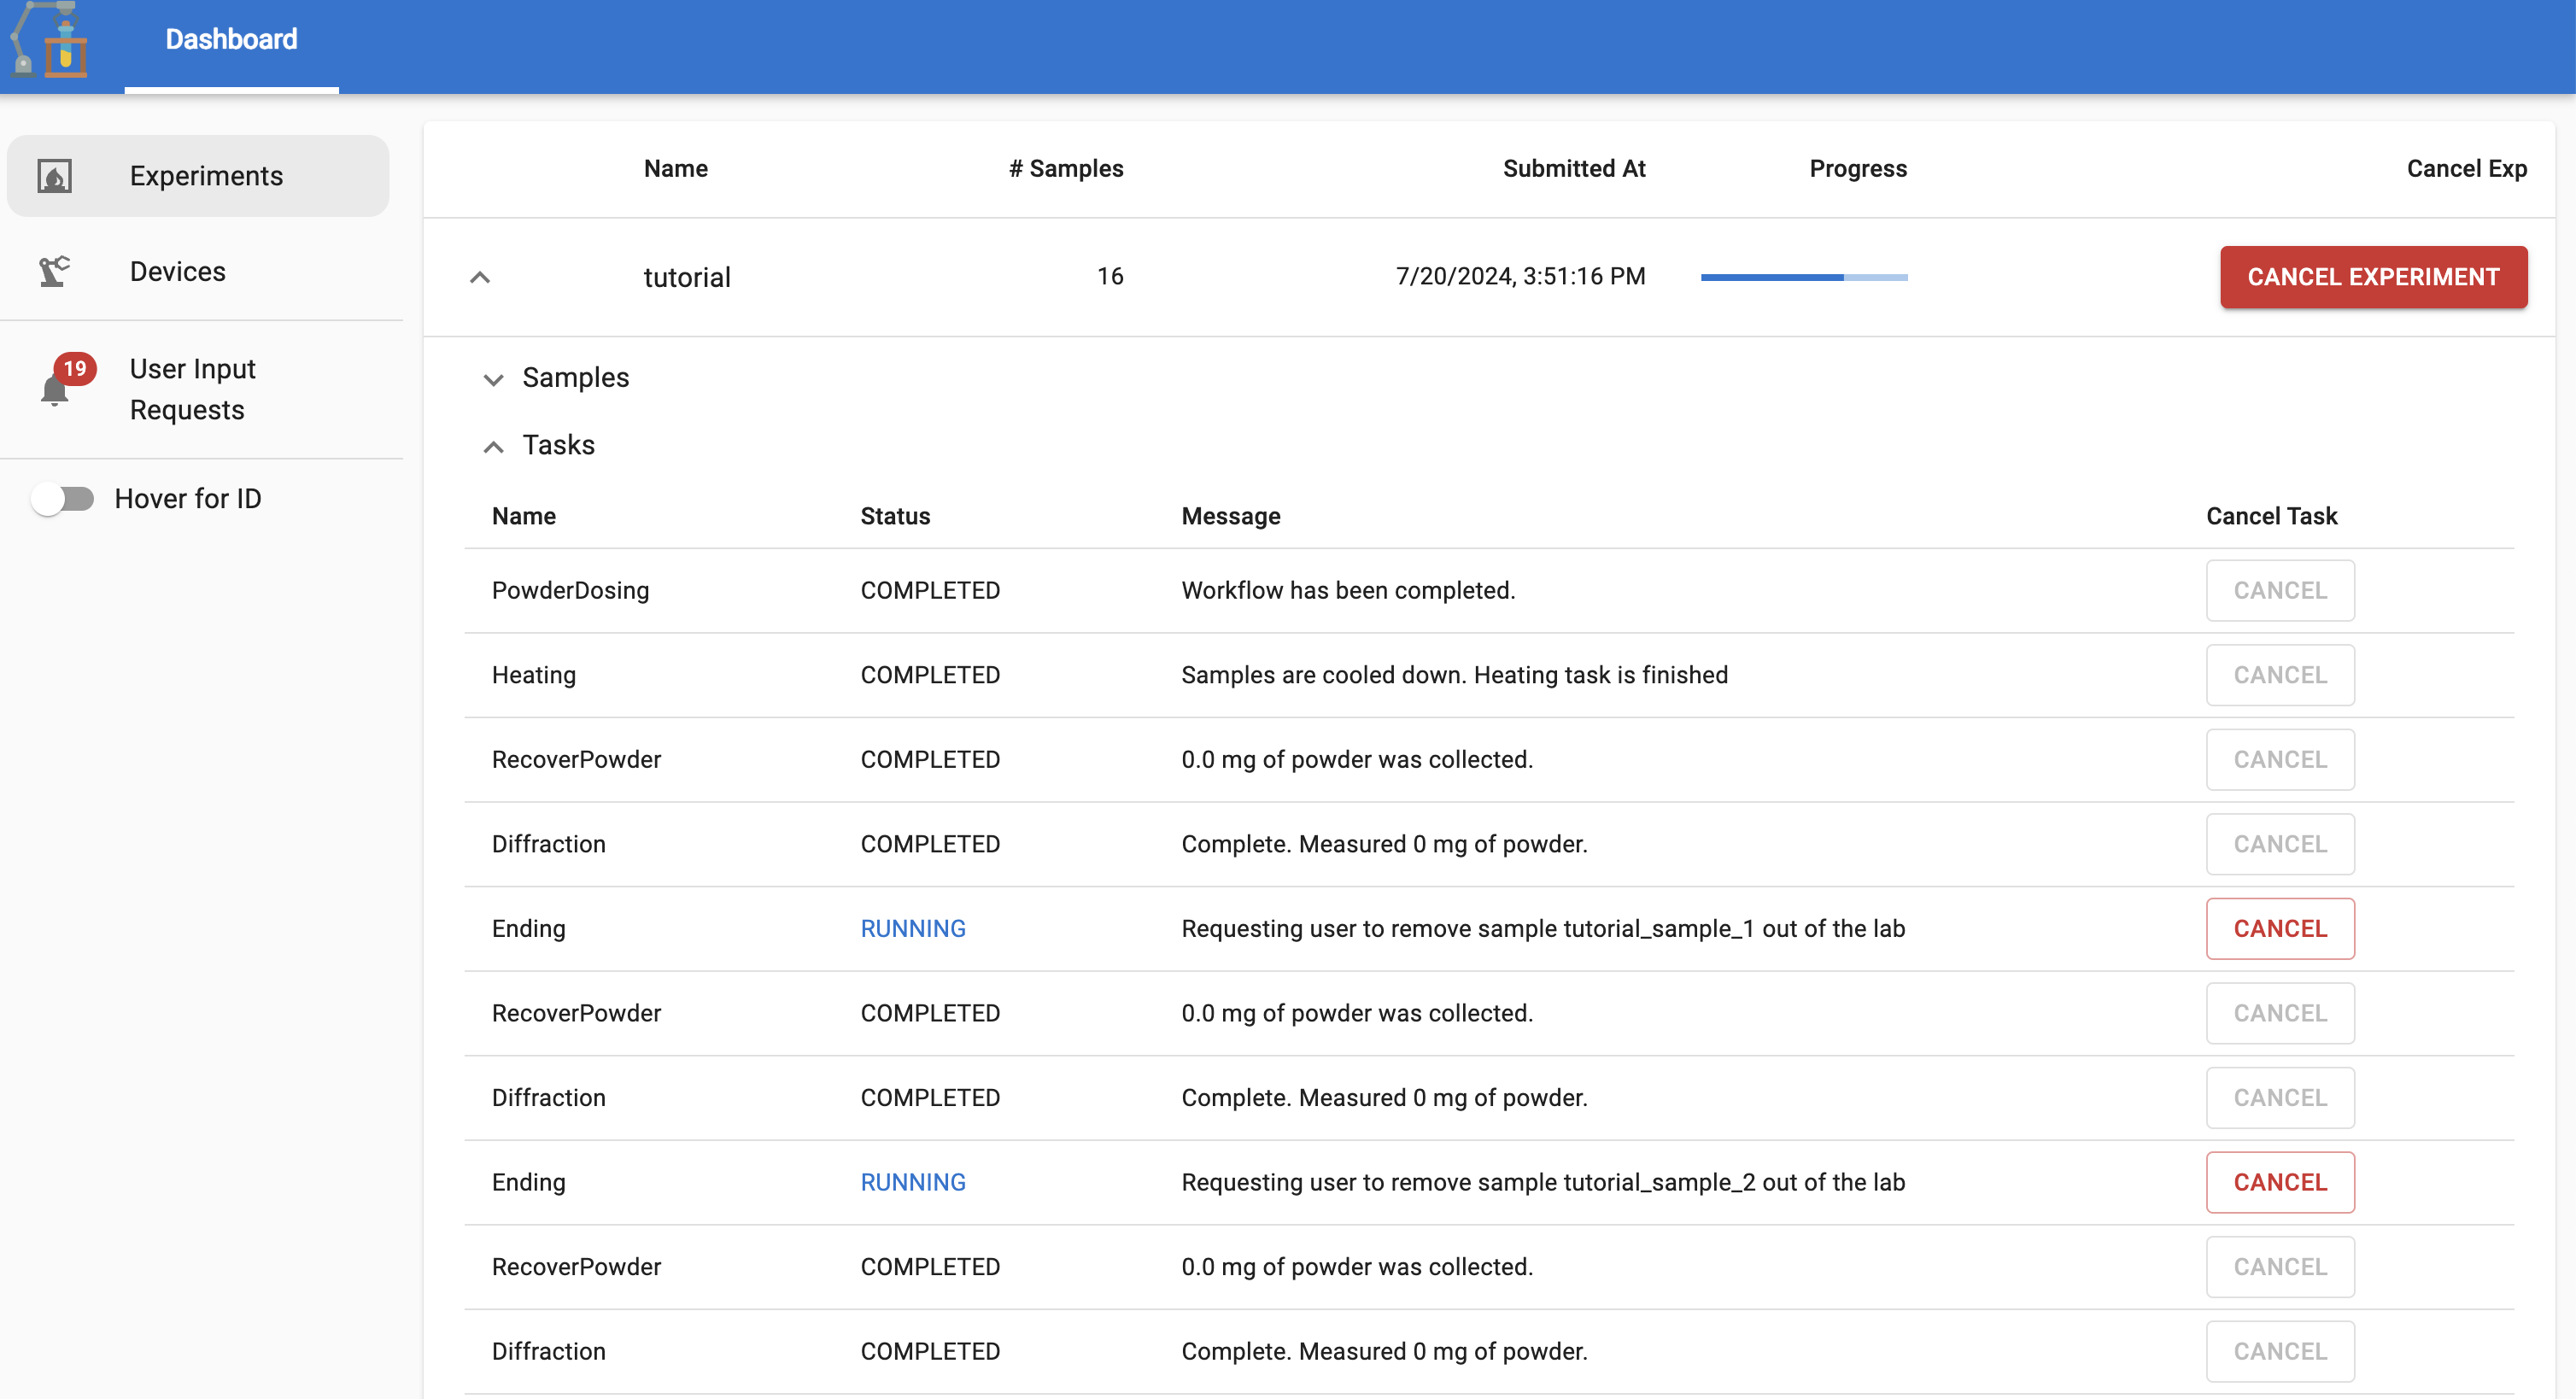 Dashboard
Experiments
Devices
19
User Input
Requests
Hover for ID
Name # Samples Submitted At Progress Cancel Exp
tutorial 16 7/20/2024, 3:51:16 PM CANCEL EXPERIMENT
Samples
Tasks
Name Status Message Cancel Task
PowderDosing COMPLETED Workflow has been completed. CANCEL
Heating COMPLETED Samples are cooled down. Heating task is finished CANCEL
RecoverPowder COMPLETED 0.0 mg of powder was collected. CANCEL
Diffraction COMPLETED Complete. Measured 0 mg of powder. CANCEL
Ending RUNNING Requesting user to remove sample tutorial_sample_1 out of the lab CANCEL
RecoverPowder COMPLETED 0.0 mg of powder was collected. CANCEL
Diffraction COMPLETED Complete. Measured 0 mg of powder. CANCEL
Ending RUNNING Requesting user to remove sample tutorial_sample_2 out of the lab CANCEL
RecoverPowder COMPLETED 0.0 mg of powder was collected. CANCEL
Diffraction COMPLETED Complete. Measured 0 mg of powder. CANCEL